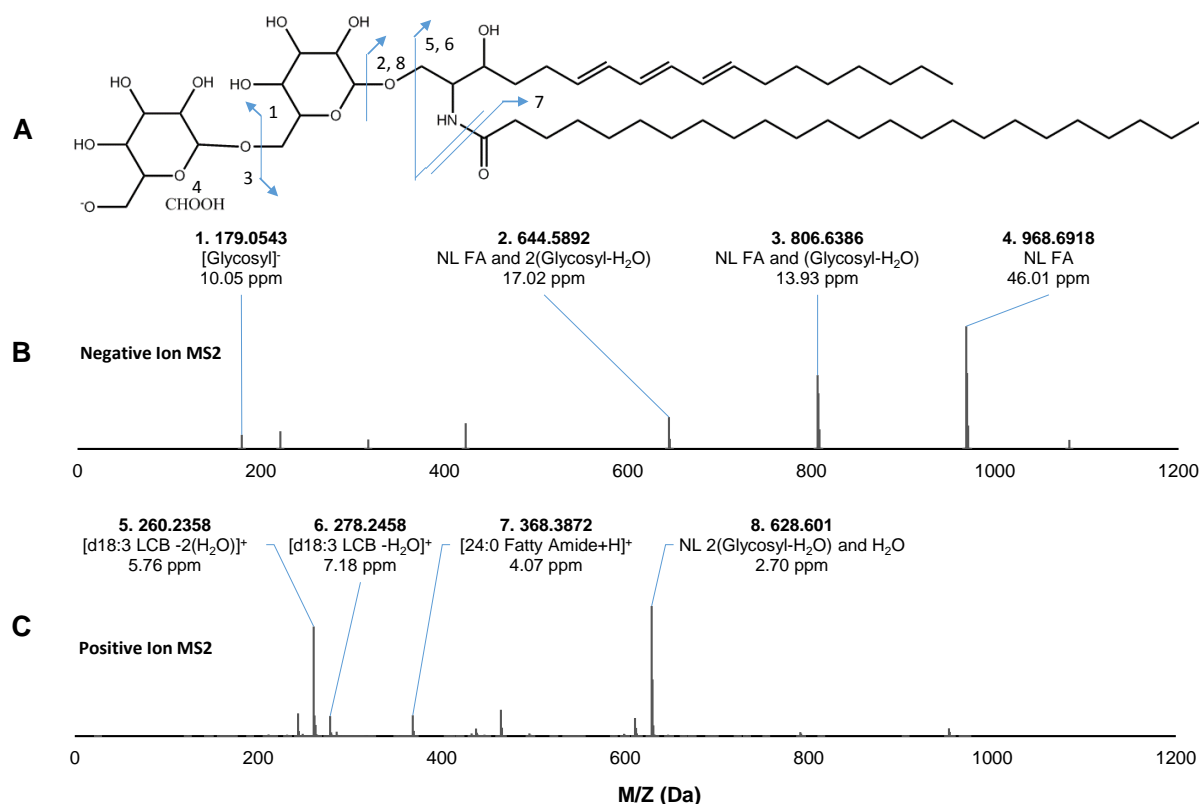 A
HO
OH
HO
OH
HO
OH
HO
O
O
O
O
OH
HN
O
HO
⁻O
1
2, 8
5, 6
7
3
4
CHOOH
1. 179.0543
[Glycosyl]⁻
10.05 ppm
2. 644.5892
NL FA and 2(Glycosyl-H₂O)
17.02 ppm
3. 806.6386
NL FA and (Glycosyl-H₂O)
13.93 ppm
4. 968.6918
NL FA
46.01 ppm
B
Negative Ion MS2
0 200 400 600 800 1000 1200
5. 260.2358
[d18:3 LCB -2(H₂O)]⁺
5.76 ppm
6. 278.2458
[d18:3 LCB -H₂O]⁺
7.18 ppm
7. 368.3872
[24:0 Fatty Amide+H]⁺
4.07 ppm
8. 628.601
NL 2(Glycosyl-H₂O) and H₂O
2.70 ppm
C
Positive Ion MS2
0 200 400 600 800 1000 1200
M/Z (Da)